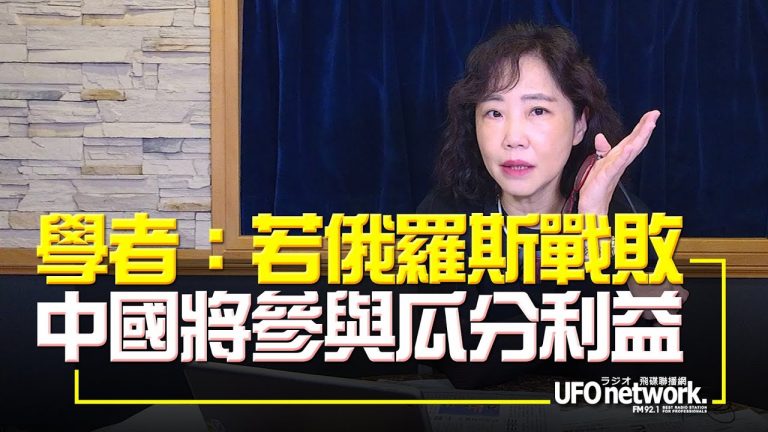 學者：若俄羅斯戰敗
中國將參與瓜分利益
ラジオ 飛碟聯播網
UFO network.
FM 92.1 BEST RADIO STATION
FOR PROFESSIONALS